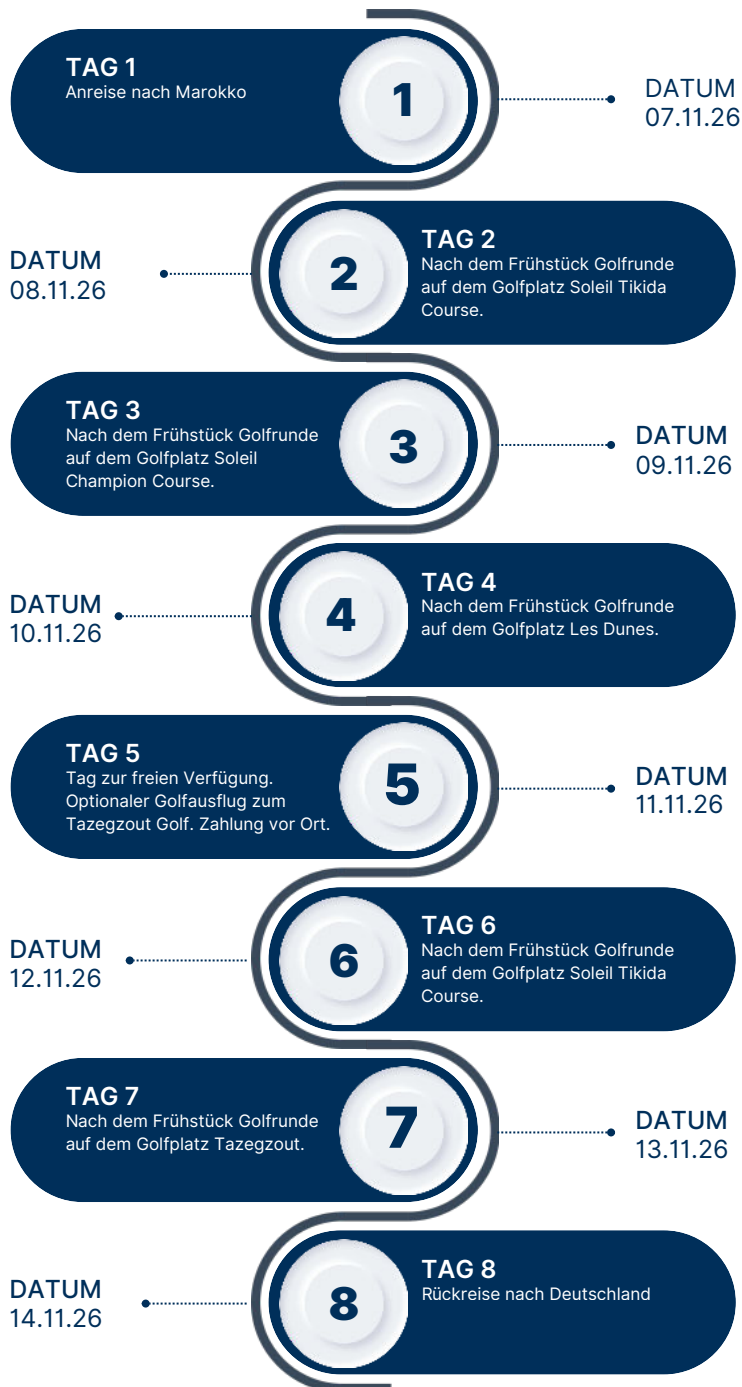 TAG 1
Anreise nach Marokko
1
DATUM
07.11.26
DATUM
08.11.26
2
TAG 2
Nach dem Frühstück Golfrunde
auf dem Golfplatz Soleil Tikida
Course.
TAG 3
Nach dem Frühstück Golfrunde
auf dem Golfplatz Soleil
Champion Course.
3
DATUM
09.11.26
DATUM
10.11.26
4
TAG 4
Nach dem Frühstück Golfrunde
auf dem Golfplatz Les Dunes.
TAG 5
Tag zur freien Verfügung.
Optionaler Golfausflug zum
Tazegzout Golf. Zahlung vor Ort.
5
DATUM
11.11.26
DATUM
12.11.26
6
TAG 6
Nach dem Frühstück Golfrunde
auf dem Golfplatz Soleil Tikida
Course.
TAG 7
Nach dem Frühstück Golfrunde
auf dem Golfplatz Tazegzout.
7
DATUM
13.11.26
DATUM
14.11.26
8
TAG 8
Rückreise nach Deutschland